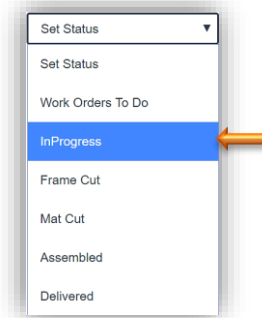 Set Status
Set Status
Work Orders To Do
InProgress
Frame Cut
Mat Cut
Assembled
Delivered